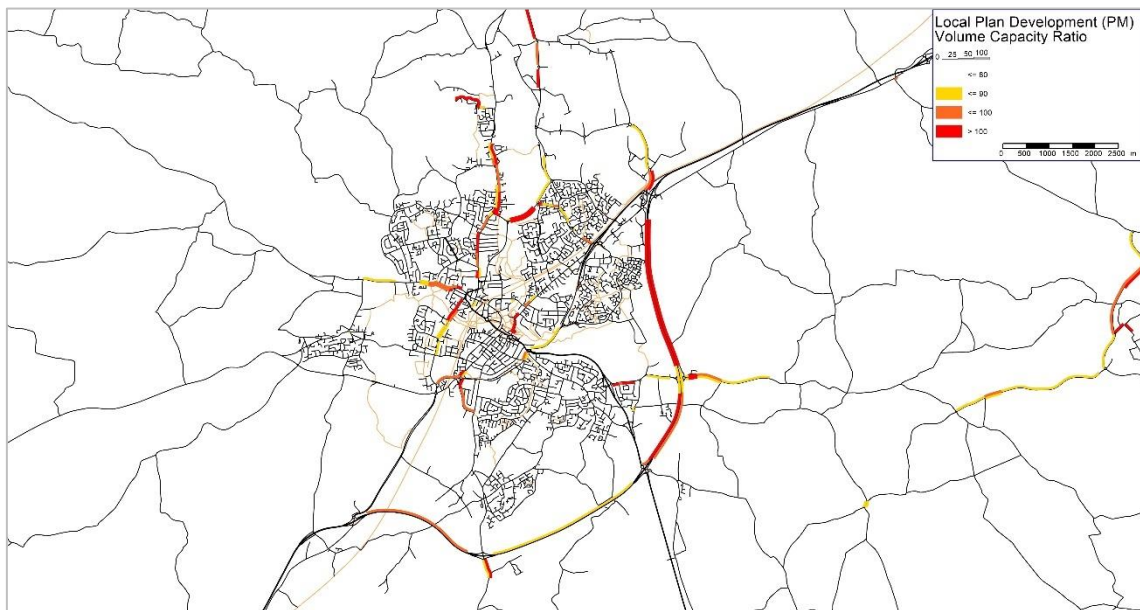 Local Plan Development (PM)
Volume Capacity Ratio
0 25 50 100
<= 80
<= 90
<= 100
> 100
0 500 1000 1500 2000 2500 m